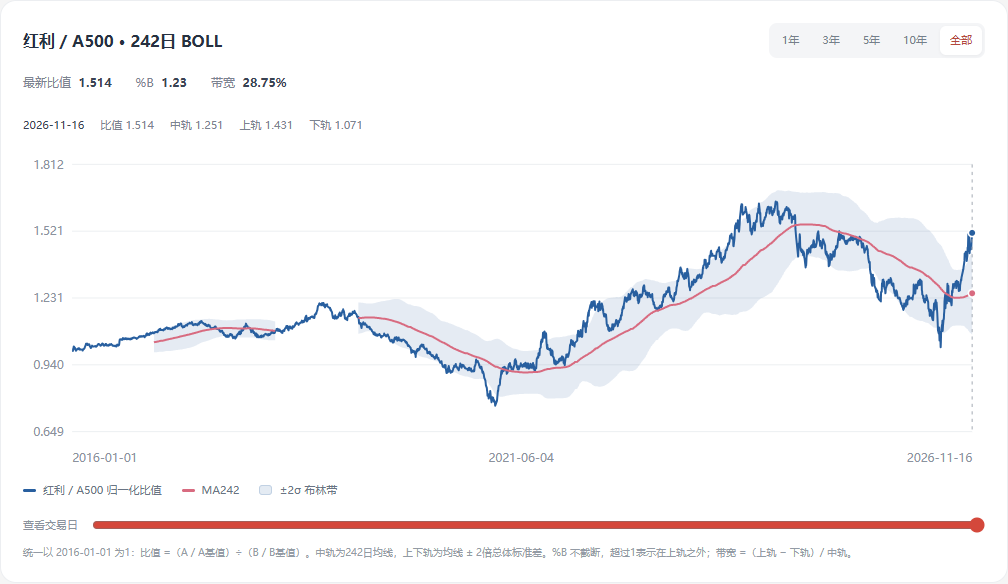 红利 / A500 • 242日 BOLL
1年 3年 5年 10年 全部
最新比值 1.514 %B 1.23 带宽 28.75%
2026-11-16 比值 1.514 中轨 1.251 上轨 1.431 下轨 1.071
1.812
1.521
1.231
0.940
0.649
2016-01-01 2021-06-04 2026-11-16
红利 / A500 归一化比值 MA242 ±2σ 布林带
查看交易日
统一以 2016-01-01 为1：比值 =（A / A基值）÷（B / B基值）。中轨为242日均线，上下轨为均线 ± 2倍总体标准差。%B 不截断，超过1表示在上轨之外；带宽 =（上轨 − 下轨）/ 中轨。